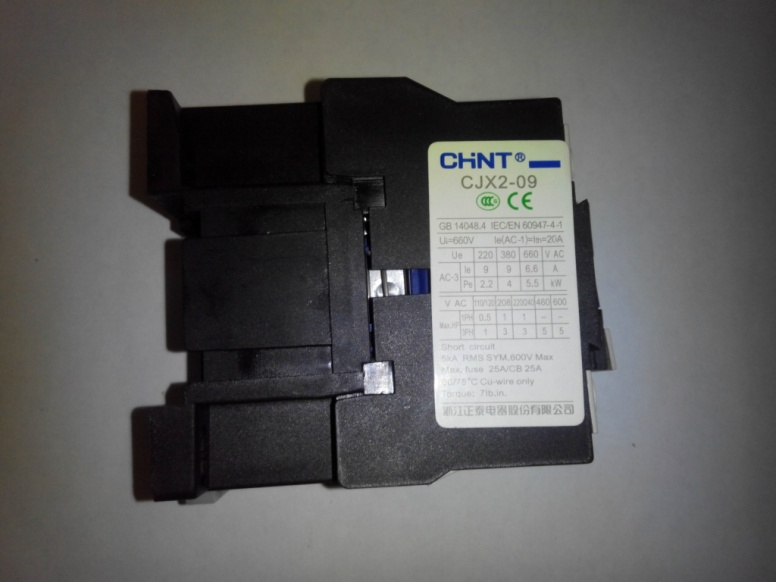 CHNT®
CJX2-09
CCC CE
GB 14048.4 IEC/EN 60947-4-1
Ui=660V Ie(AC-1)=Ith=20A
Ue 220 380 660 V AC
AC-3 Ie 9 9 6.6 A
Pe 2.2 4 5.5 kW
V AC 110/120 208 220/240 480 600
Max.HP 1PH 0.5 1 1 – –
3PH 1 3 3 5 5
Short circuit
5kA RMS SYM,600V Max
Max. fuse 25A/CB 25A
60/75°C Cu-wire only
Torque: 7lb.in.
浙江正泰电器股份有限公司